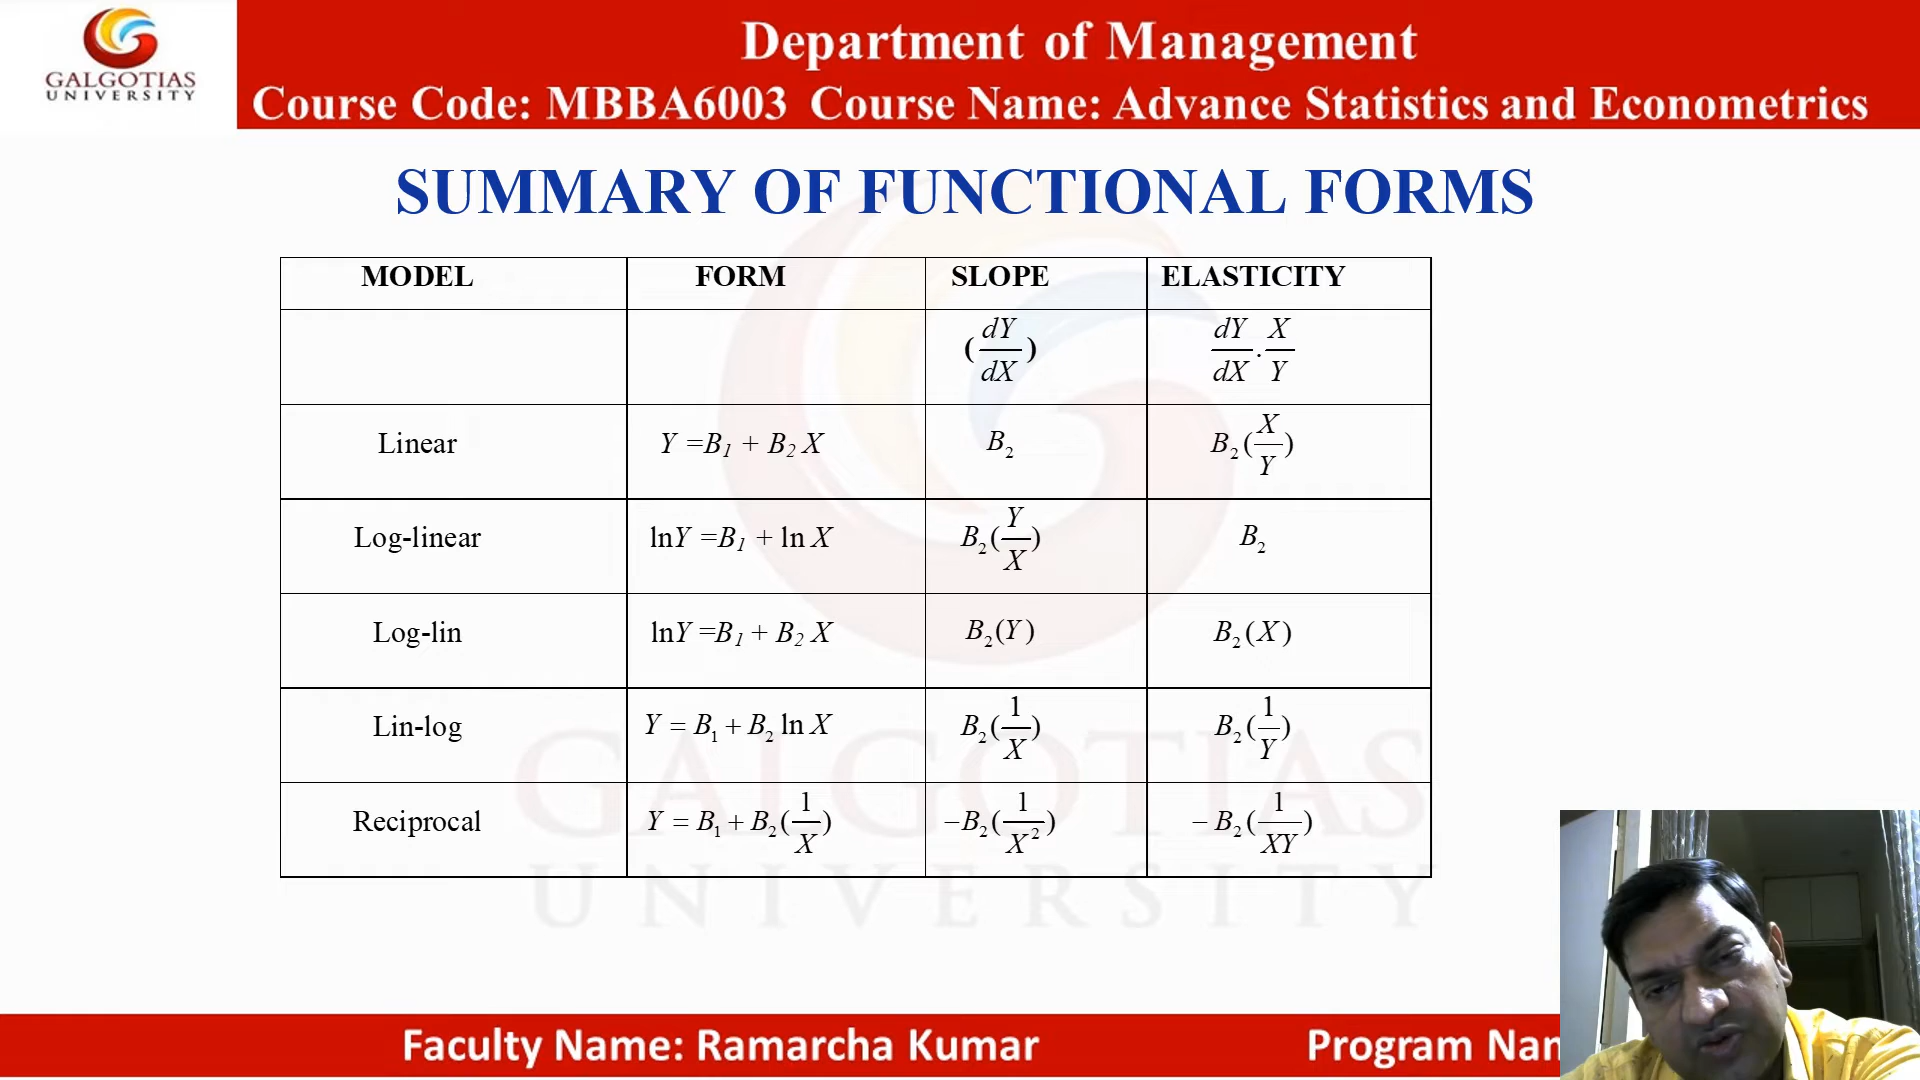 GALGOTIAS
UNIVERSITY
Department of Management
Course Code: MBBA6003 Course Name: Advance Statistics and Econometrics
SUMMARY OF FUNCTIONAL FORMS
MODEL FORM SLOPE ELASTICITY
(dY/dX) dY/dX . X/Y
Linear Y =B₁ + B₂ X B₂ B₂(X/Y)
Log-linear lnY =B₁ + ln X B₂(Y/X) B₂
Log-lin lnY =B₁ + B₂ X B₂(Y) B₂(X)
Lin-log Y = B₁ + B₂ ln X B₂(1/X) B₂(1/Y)
Reciprocal Y = B₁ + B₂(1/X) –B₂(1/X²) – B₂(1/XY)
GALGOTIAS
UNIVERSITY
Faculty Name: Ramarcha Kumar
Program